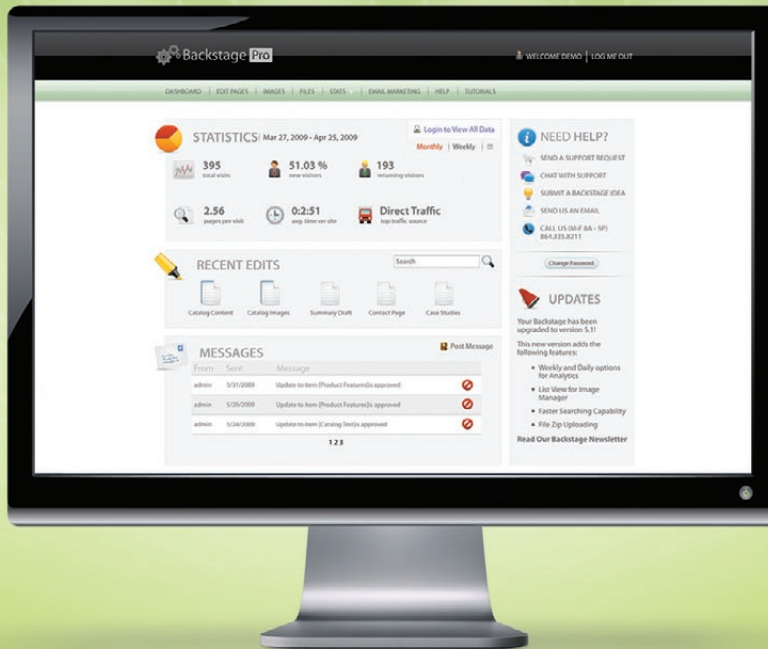 Backstage Pro
WELCOME DEMO | LOG ME OUT
DASHBOARD | EDIT PAGES | IMAGES | FILES | STATS | EMAIL MARKETING | HELP | TUTORIALS
STATISTICS | Mar 27, 2009 - Apr 25, 2009
Login to View All Data
Monthly | Weekly |
395
total visits
51.03 %
new visitors
193
returning visitors
2.56
pages per visit
0:2:51
avg. time on site
Direct Traffic
top traffic source
RECENT EDITS
Search
Catalog Content
Catalog Images
Summary Draft
Contact Page
Case Studies
MESSAGES
Post Message
From Sent Message
admin 5/31/2009 Update to item [Product Features]is approved
admin 5/29/2009 Update to item [Product Features]is approved
admin 5/24/2009 Update to item [Catalog Test]is approved
1 2 3
NEED HELP?
SEND A SUPPORT REQUEST
CHAT WITH SUPPORT
SUBMIT A BACKSTAGE IDEA
SEND US AN EMAIL
CALL US (M-F 8A - 5P)
864.335.8211
Change Password
UPDATES
Your Backstage has been
upgraded to version 5.1!
This new version adds the
following features:
Weekly and Daily options
for Analytics
List View for Image
Manager
Faster Searching Capability
File Zip Uploading
Read Our Backstage Newsletter